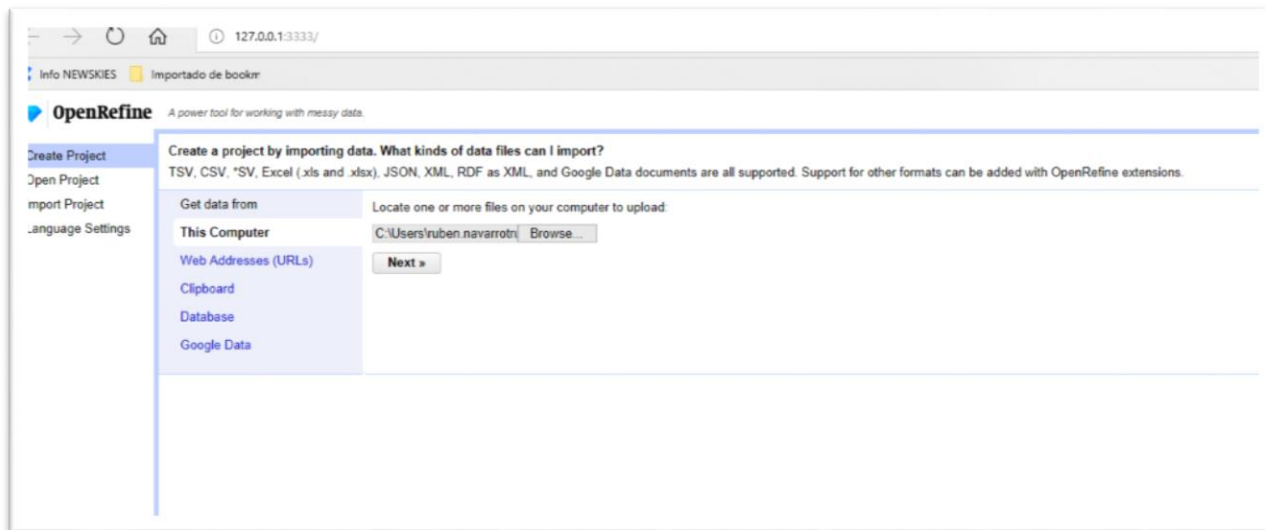 127.0.0.1:3333/
Info NEWSKIES Importado de bookm
OpenRefine A power tool for working with messy data.
Create Project
Open Project
Import Project
Language Settings
Create a project by importing data. What kinds of data files can I import?
TSV, CSV, *SV, Excel (.xls and .xlsx), JSON, XML, RDF as XML, and Google Data documents are all supported. Support for other formats can be added with OpenRefine extensions.
Get data from
This Computer
Web Addresses (URLs)
Clipboard
Database
Google Data
Locate one or more files on your computer to upload:
C:\Users\ruben.navarrotr Browse...
Next »